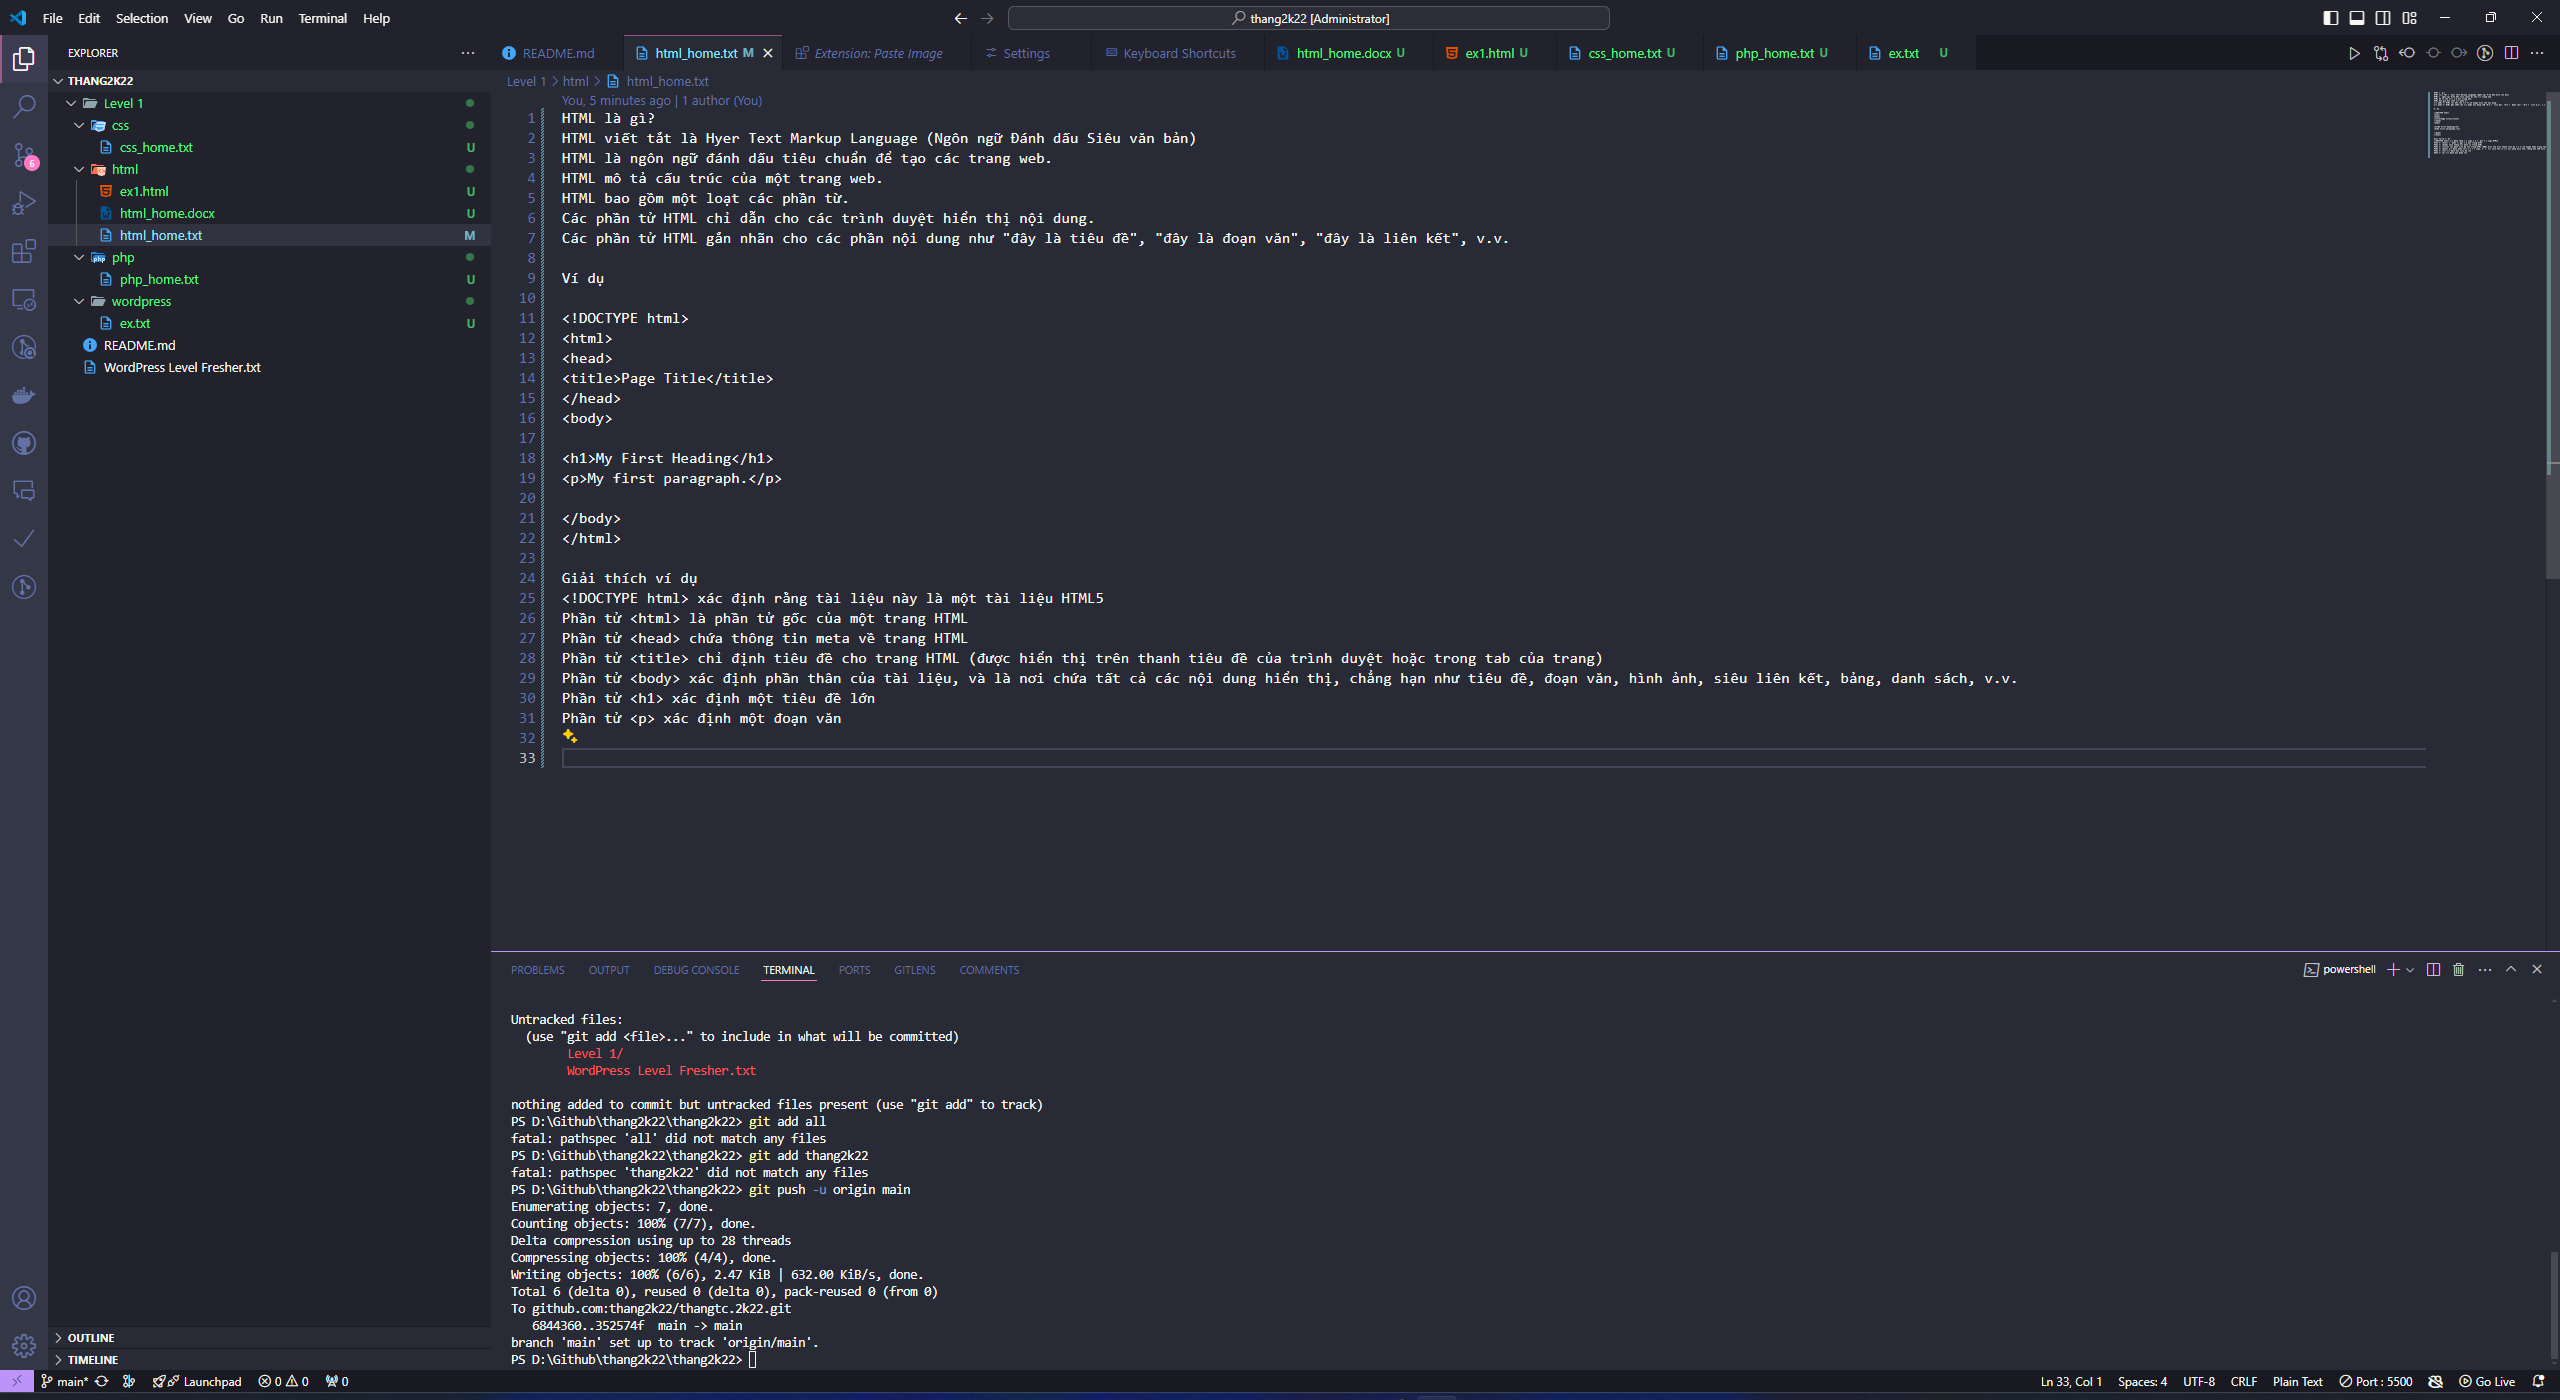 File Edit Selection View Go Run Terminal Help
thang2k22 [Administrator]
EXPLORER
THANG2K22
Level 1
css
css_home.txt U
html
ex1.html U
html_home.docx U
html_home.txt M
php
php_home.txt U
wordpress
ex.txt U
README.md
WordPress Level Fresher.txt
OUTLINE
TIMELINE
6
README.md html_home.txt M Extension: Paste Image Settings Keyboard Shortcuts html_home.docx U ex1.html U css_home.txt U php_home.txt U ex.txt U
Level 1 > html > html_home.txt
You, 5 minutes ago | 1 author (You)
1 HTML là gì?
2 HTML viết tắt là Hyer Text Markup Language (Ngôn ngữ Đánh dấu Siêu văn bản)
3 HTML là ngôn ngữ đánh dấu tiêu chuẩn để tạo các trang web.
4 HTML mô tả cấu trúc của một trang web.
5 HTML bao gồm một loạt các phần từ.
6 Các phần tử HTML chỉ dẫn cho các trình duyệt hiển thị nội dung.
7 Các phần tử HTML gắn nhãn cho các phần nội dung như "đây là tiêu đề", "đây là đoạn văn", "đây là liên kết", v.v.
8
9 Ví dụ
10
11 <!DOCTYPE html>
12 <html>
13 <head>
14 <title>Page Title</title>
15 </head>
16 <body>
17
18 <h1>My First Heading</h1>
19 <p>My first paragraph.</p>
20
21 </body>
22 </html>
23
24 Giải thích ví dụ
25 <!DOCTYPE html> xác định rằng tài liệu này là một tài liệu HTML5
26 Phần tử <html> là phần tử gốc của một trang HTML
27 Phần tử <head> chứa thông tin meta về trang HTML
28 Phần tử <title> chỉ định tiêu đề cho trang HTML (được hiển thị trên thanh tiêu đề của trình duyệt hoặc trong tab của trang)
29 Phần tử <body> xác định phần thân của tài liệu, và là nơi chứa tất cả các nội dung hiển thị, chẳng hạn như tiêu đề, đoạn văn, hình ảnh, siêu liên kết, bảng, danh sách, v.v.
30 Phần tử <h1> xác định một tiêu đề lớn
31 Phần tử <p> xác định một đoạn văn
32
33
PROBLEMS OUTPUT DEBUG CONSOLE TERMINAL PORTS GITLENS COMMENTS
powershell
Untracked files:
(use "git add <file>..." to include in what will be committed)
Level 1/
WordPress Level Fresher.txt
nothing added to commit but untracked files present (use "git add" to track)
PS D:\Github\thang2k22\thang2k22> git add all
fatal: pathspec 'all' did not match any files
PS D:\Github\thang2k22\thang2k22> git add thang2k22
fatal: pathspec 'thang2k22' did not match any files
PS D:\Github\thang2k22\thang2k22> git push -u origin main
Enumerating objects: 7, done.
Counting objects: 100% (7/7), done.
Delta compression using up to 28 threads
Compressing objects: 100% (4/4), done.
Writing objects: 100% (6/6), 2.47 KiB | 632.00 KiB/s, done.
Total 6 (delta 0), reused 0 (delta 0), pack-reused 0 (from 0)
To github.com:thang2k22/thangtc.2k22.git
6844360..352574f main -> main
branch 'main' set up to track 'origin/main'.
PS D:\Github\thang2k22\thang2k22>
main* Launchpad 0 0 0
Ln 33, Col 1 Spaces: 4 UTF-8 CRLF Plain Text Port : 5500 Go Live